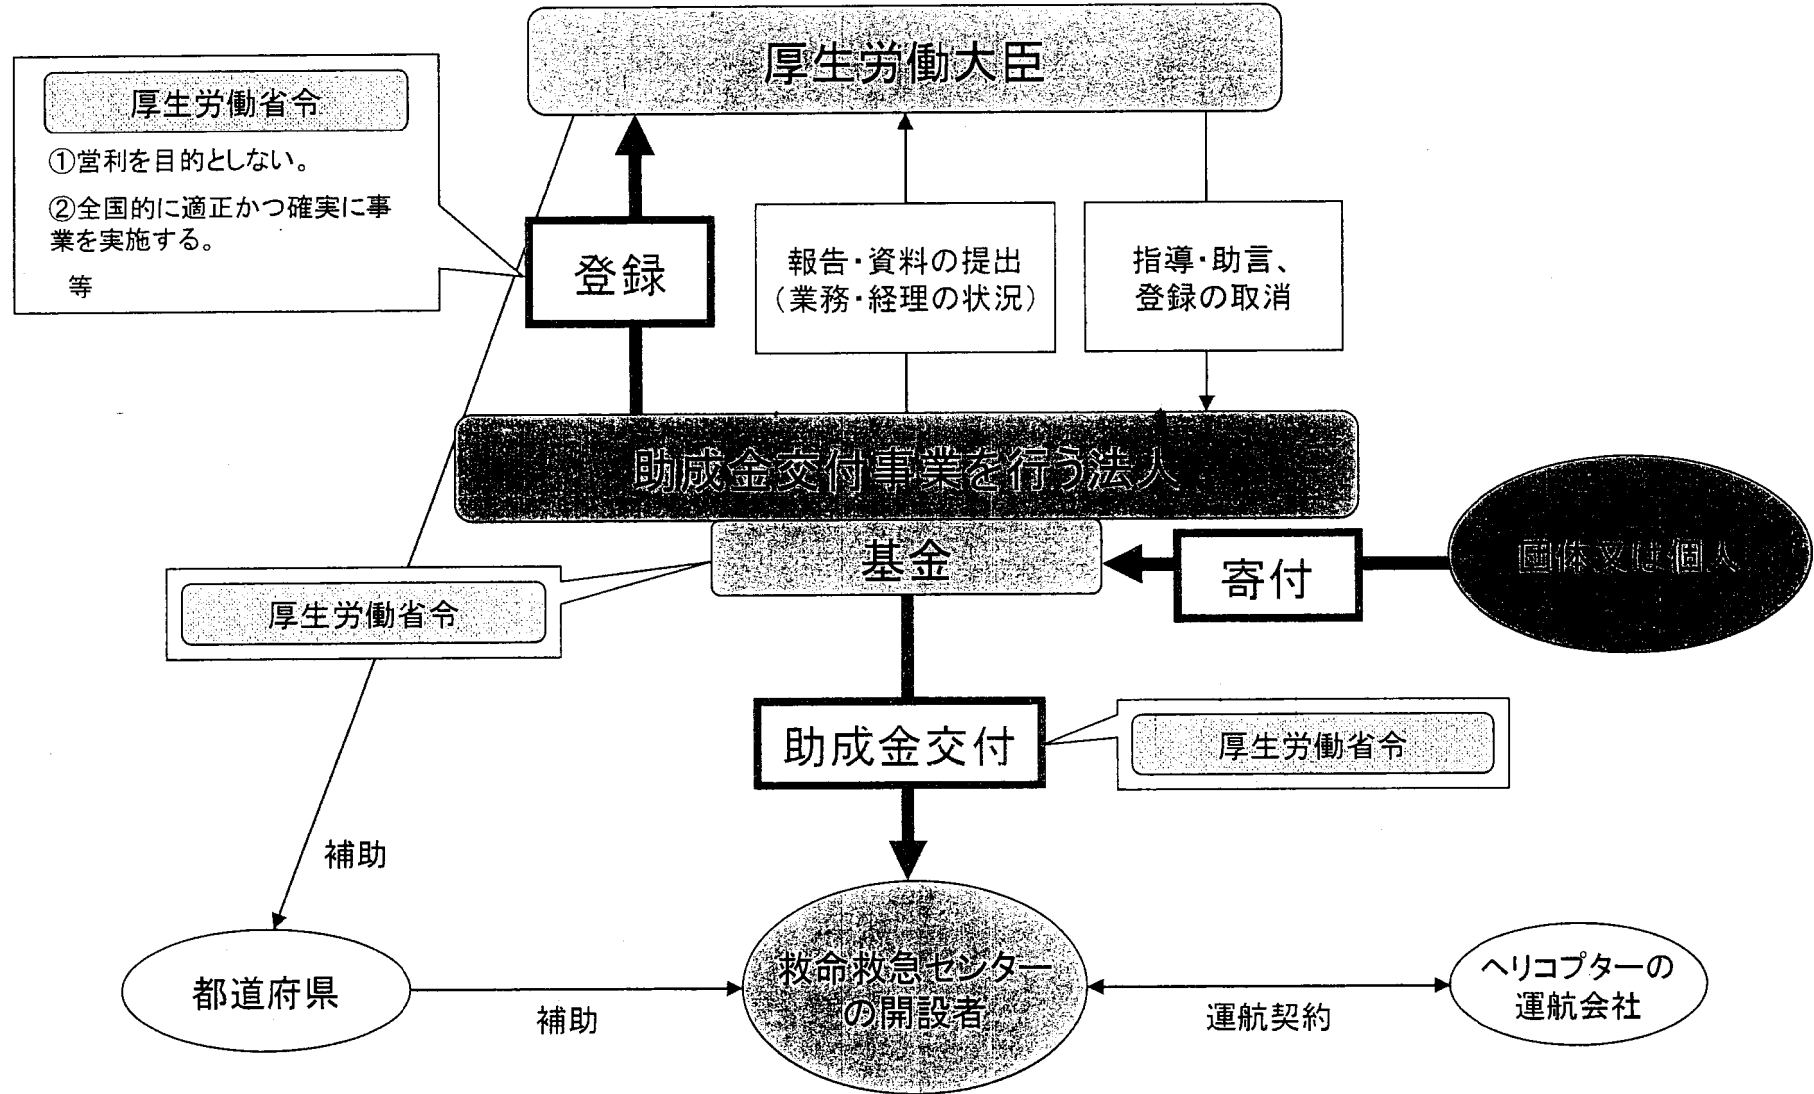 厚生労働大臣
厚生労働省令
①営利を目的としない。
②全国的に適正かつ確実に事
業を実施する。
等
登録
報告・資料の提出
(業務・経理の状況)
指導・助言、
登録の取消
助成金交付事業を行う法人
基金
寄付
団体又は個人
厚生労働省令
助成金交付
厚生労働省令
補助
都道府県
補助
救命救急センター
の開設者
運航契約
ヘリコプターの
運航会社